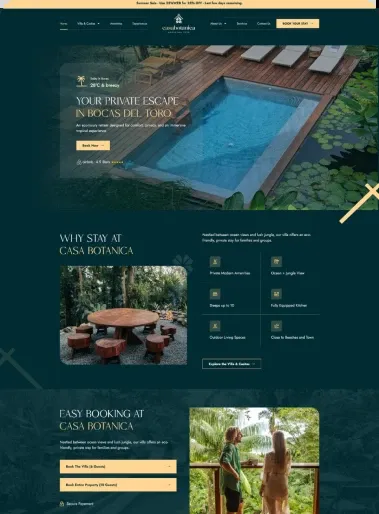 Summer Sale - Use SUMMER for 25% OFF - Last few days remaining.
Home Villa & Casitas Amenities Experiences
casabotánica
About Us Services Contact Us BOOK YOUR STAY
28°C & breezy
YOUR PRIVATE ESCAPE
IN BOCAS DEL TORO.
An sanctuary retreat designed for comfort, privacy, and an immersive
tropical experience.
Book Now
airbnb, 4.9 Stars
WHY STAY AT
CASA BOTANICA
Nestled between ocean views and lush jungle, our villa offers an eco
friendly, private stay for families and groups.
Private Modern Amenities
Ocean + Jungle View
Sleeps up to 10
Fully Equipped Kitchen
Outdoor Living Spaces
Close to Beaches and Town
Explore the Villa & Casitas
EASY BOOKING AT
CASA BOTANICA
Nestled between ocean views and lush jungle, our villa offers an eco
friendly, private stay for families and groups.
Book The Villa (6 Guests)
Book Entire Property (10 Guests)
Secure Payment